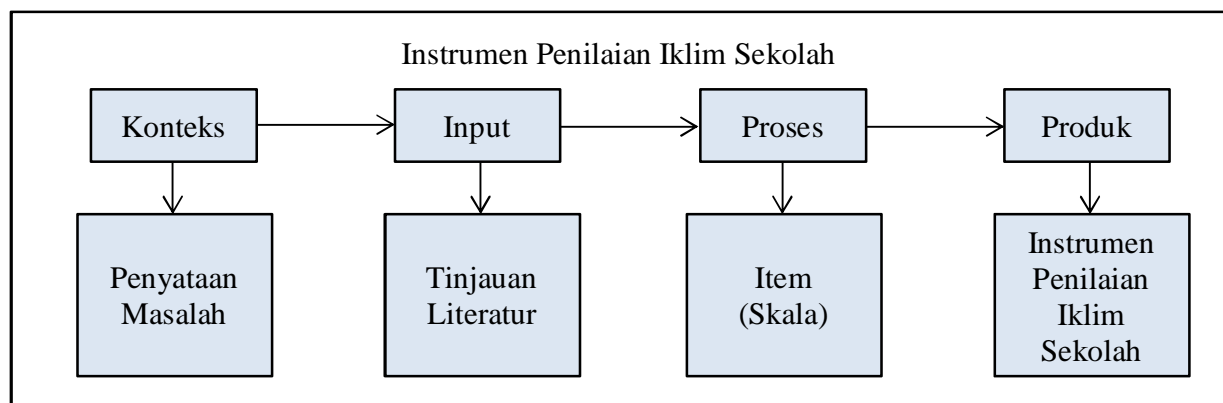 Instrumen Penilaian Iklim Sekolah
Konteks
Input
Proses
Produk
Penyataan
Masalah
Tinjauan
Literatur
Item
(Skala)
Instrumen
Penilaian
Iklim
Sekolah